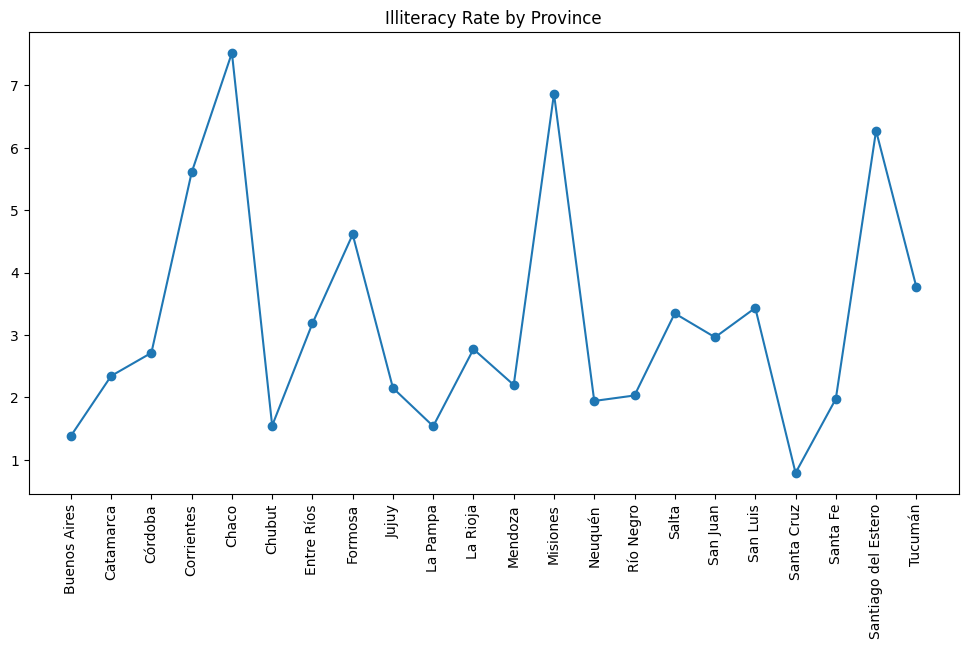 Illiteracy Rate by Province
7
6
5
4
3
2
1
Buenos Aires
Catamarca
Córdoba
Corrientes
Chaco
Chubut
Entre Ríos
Formosa
Jujuy
La Pampa
La Rioja
Mendoza
Misiones
Neuquén
Río Negro
Salta
San Juan
San Luis
Santa Cruz
Santa Fe
Santiago del Estero
Tucumán